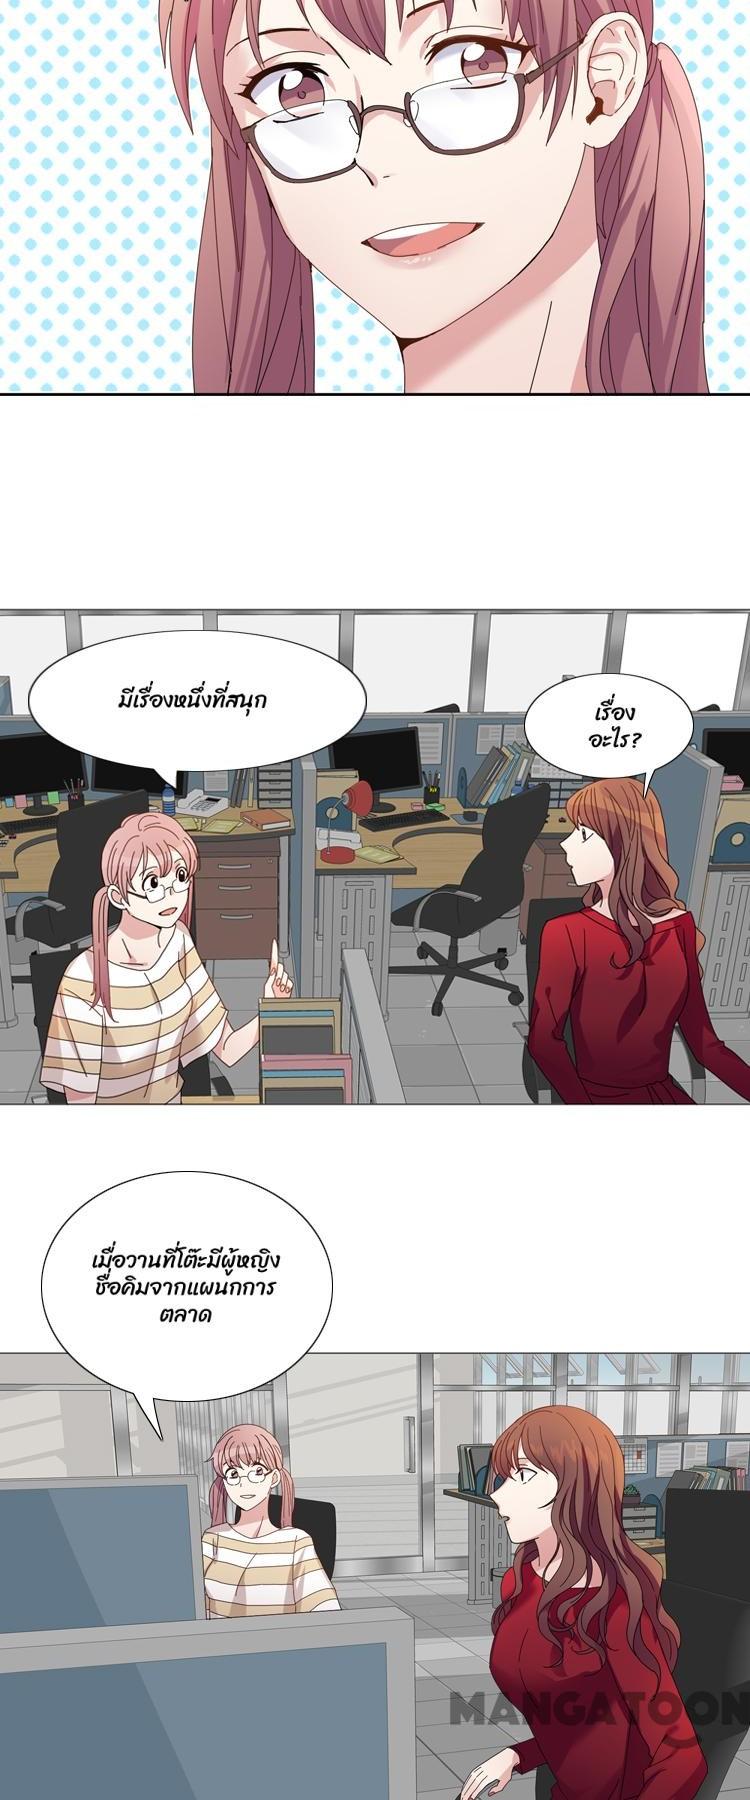 มีเรื่องหนึ่งที่สนุก
เรื่อง
อะไร?
เมื่อวานที่โต๊ะมีผู้หญิง
ชื่อคิมจากแผนกการ
ตลาด
MANGATOON